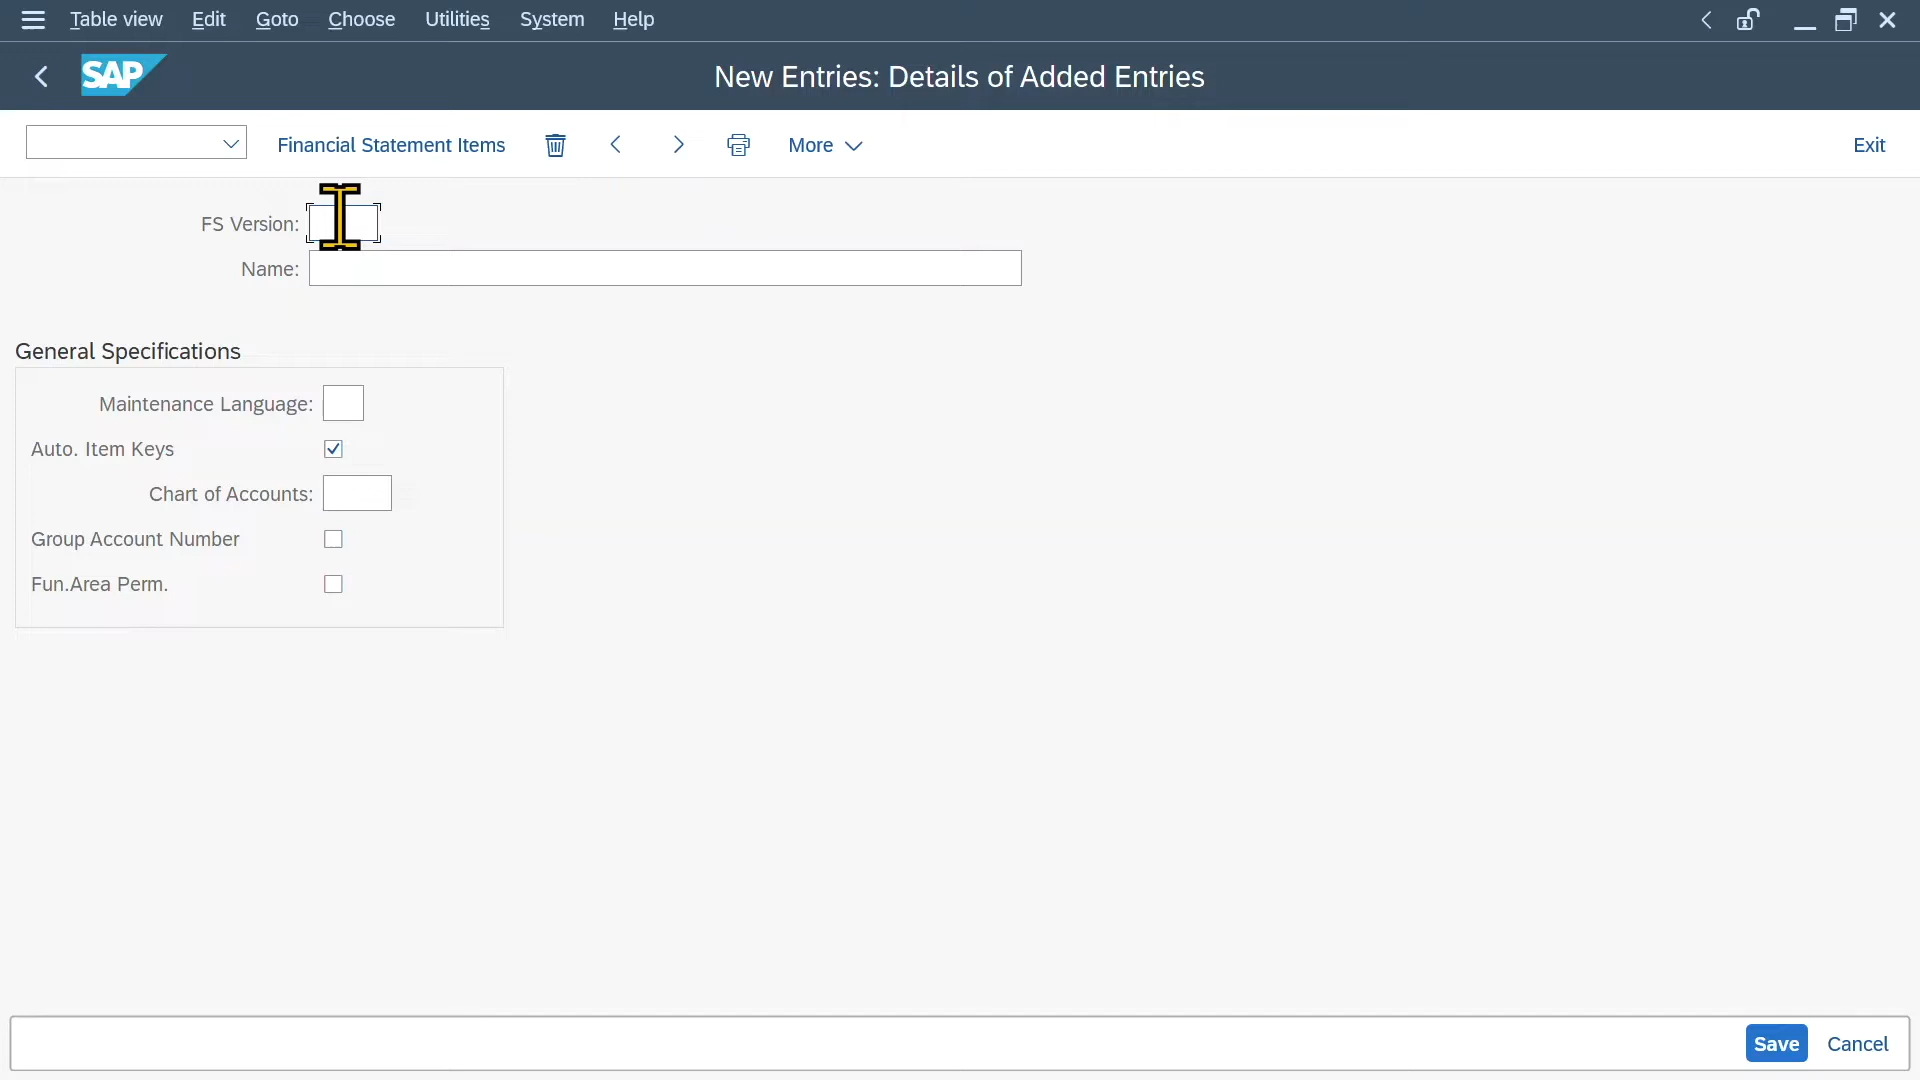 Table view Edit Goto Choose Utilities System Help
SAP New Entries: Details of Added Entries
Financial Statement Items More Exit
FS Version:
Name:
General Specifications
Maintenance Language:
Auto. Item Keys
Chart of Accounts:
Group Account Number
Fun.Area Perm.
Save Cancel